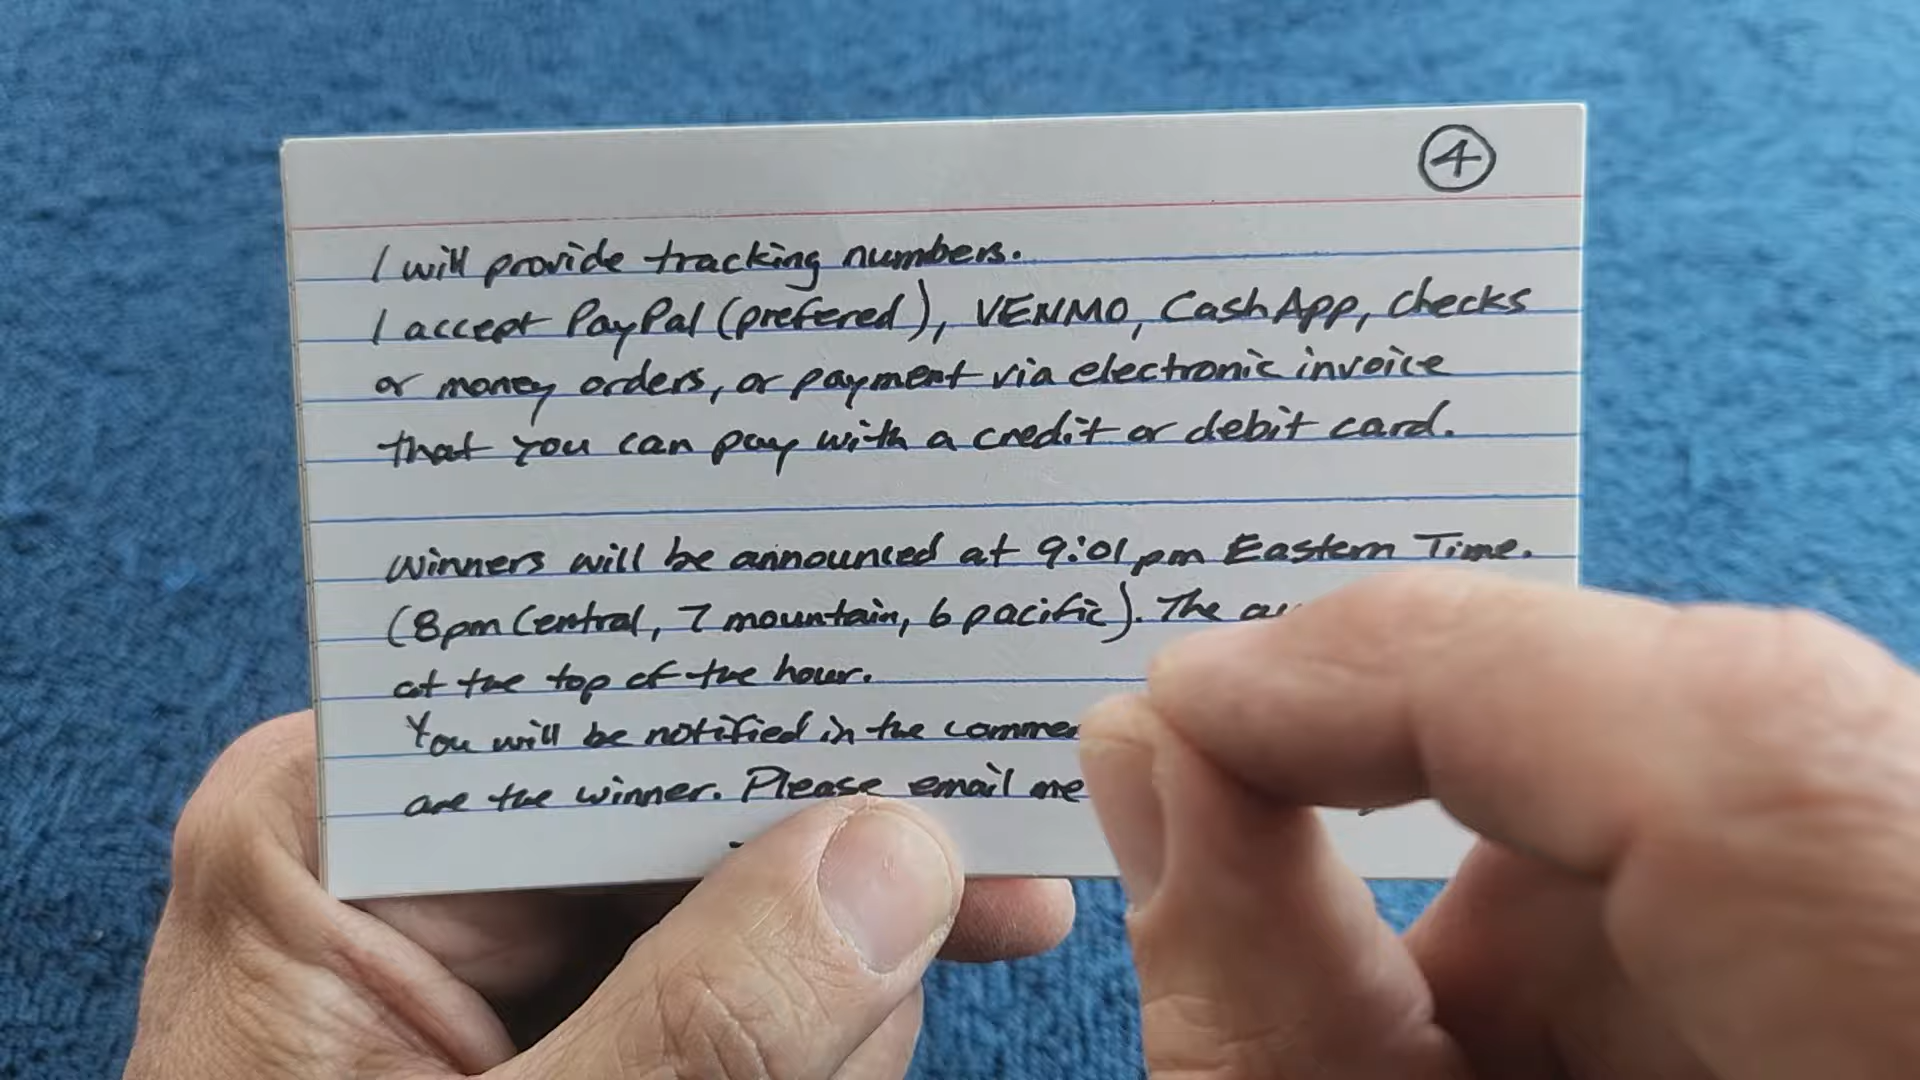 4
I will provide tracking numbers.
I accept PayPal (prefered), VENMO, Cash App, checks
or money orders, or payment via electronic invoice
that you can pay with a credit or debit card.
Winners will be announced at 9:01 pm Eastern Time.
(8pm Central, 7 mountain, 6 pacific). The
at the top of the hour.
You will be notified in the
are the winner. Please email me